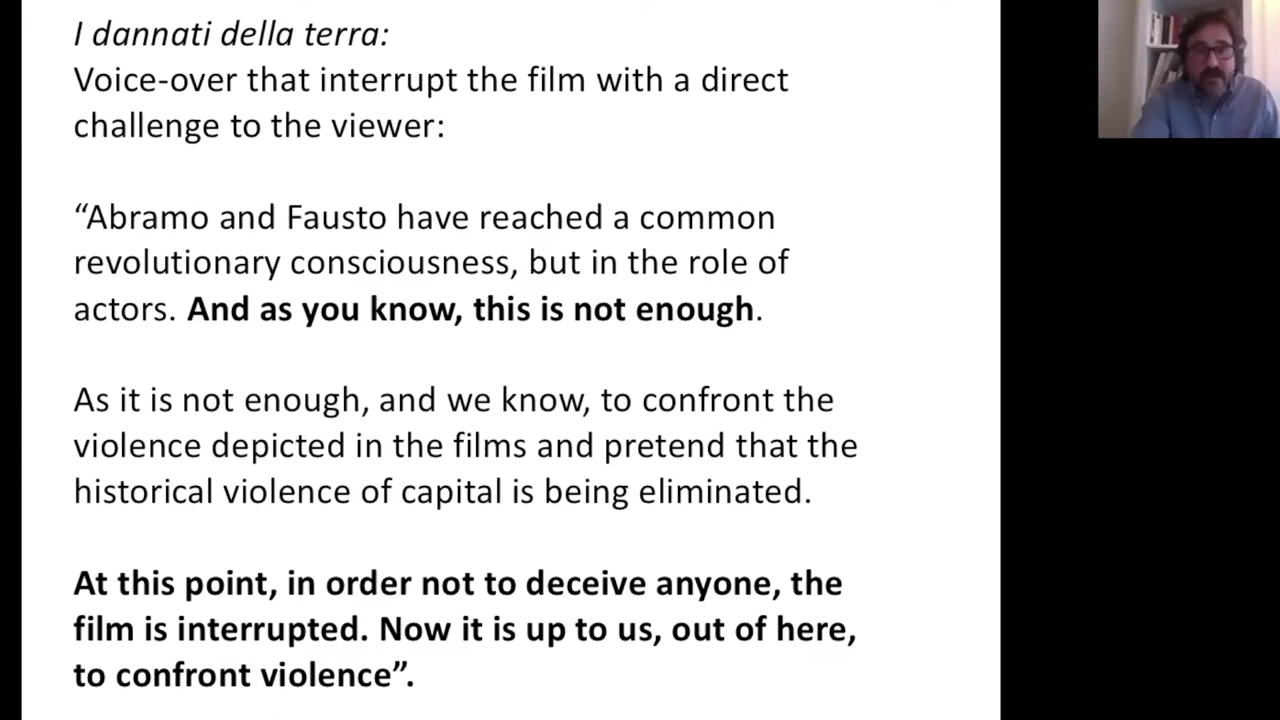 I dannati della terra:
Voice-over that interrupt the film with a direct
challenge to the viewer:
“Abramo and Fausto have reached a common
revolutionary consciousness, but in the role of
actors. And as you know, this is not enough.
As it is not enough, and we know, to confront the
violence depicted in the films and pretend that the
historical violence of capital is being eliminated.
At this point, in order not to deceive anyone, the
film is interrupted. Now it is up to us, out of here,
to confront violence”.